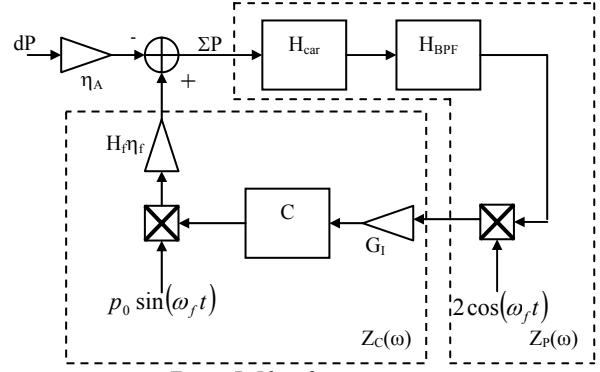 dP
η_A
-
+
ΣP
H_car
H_BPF
H_fη_f
C
G_I
p_0 sin(ω_f t)
2cos(ω_f t)
Z_C(ω)
Z_P(ω)